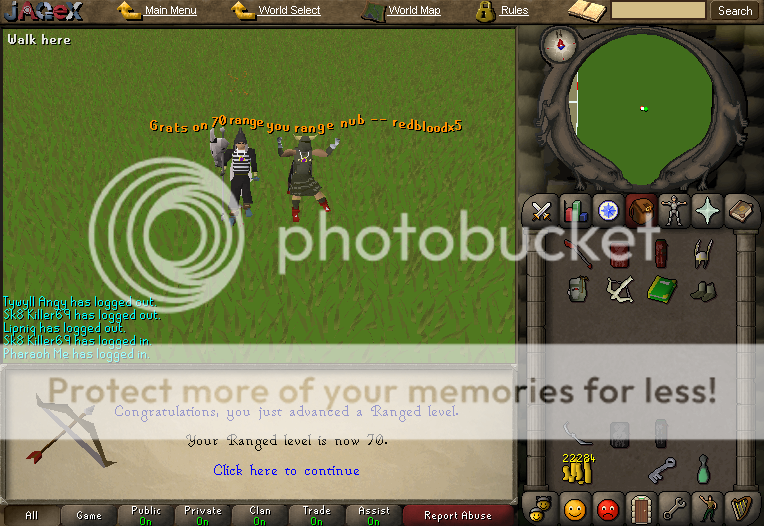 JAGeX
Main Menu
World Select
World Map
Rules
Search
Walk here
Grats on 70 range you range nub -- redbloodx5
photobucket
Tywyll Angy has logged out.
Sk8 Killer69 has logged out.
Lioniq has logged out.
Sk8 Killer69 has logged in.
Pharaoh Me has logged in.
Protect more of your memories for less!
Congratulations, you just advanced a Ranged level.
Your Ranged level is now 70.
Click here to continue
22284
All
Game
Public
On
Private
On
Clan
On
Trade
On
Assist
On
Report Abuse